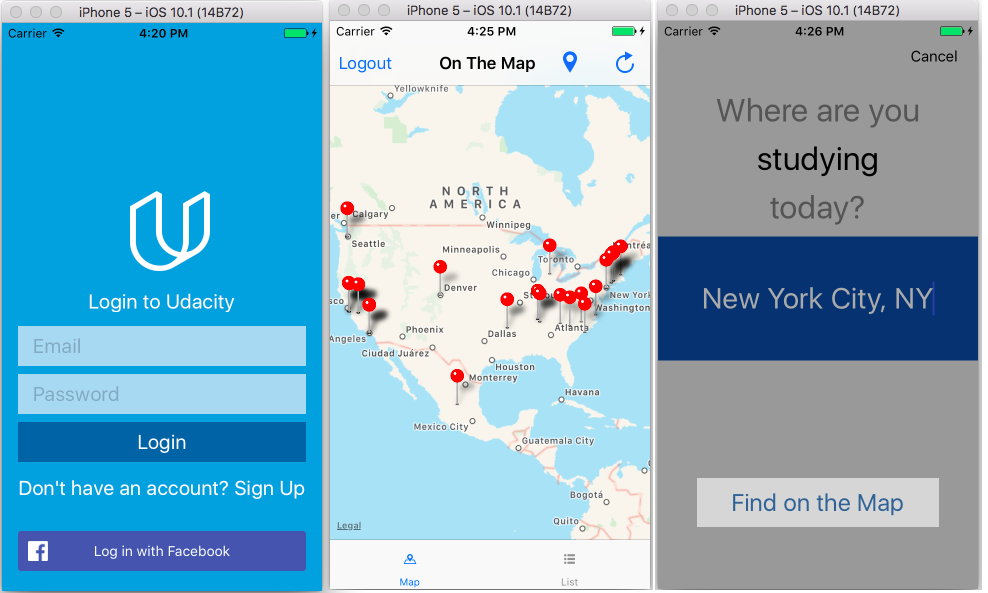 iPhone 5 – iOS 10.1 (14B72)
Carrier
4:20 PM
Login to Udacity
Email
Password
Login
Don't have an account? Sign Up
Log in with Facebook
iPhone 5 – iOS 10.1 (14B72)
Carrier
4:25 PM
Logout
On The Map
Yellowknife
NORTH
AMERICA
Calgary
Winnipeg
Seattle
Minneapolis
Toronto
Chicago
Denver
New York
Washington
Phoenix
Dallas
Atlanta
Ciudad Juárez
Houston
Monterrey
Havana
Mexico City
Guatemala City
Bogotá
Quito
Legal
Map
List
iPhone 5 – iOS 10.1 (14B72)
Carrier
4:26 PM
Cancel
Where are you
studying
today?
New York City, NY
Find on the Map